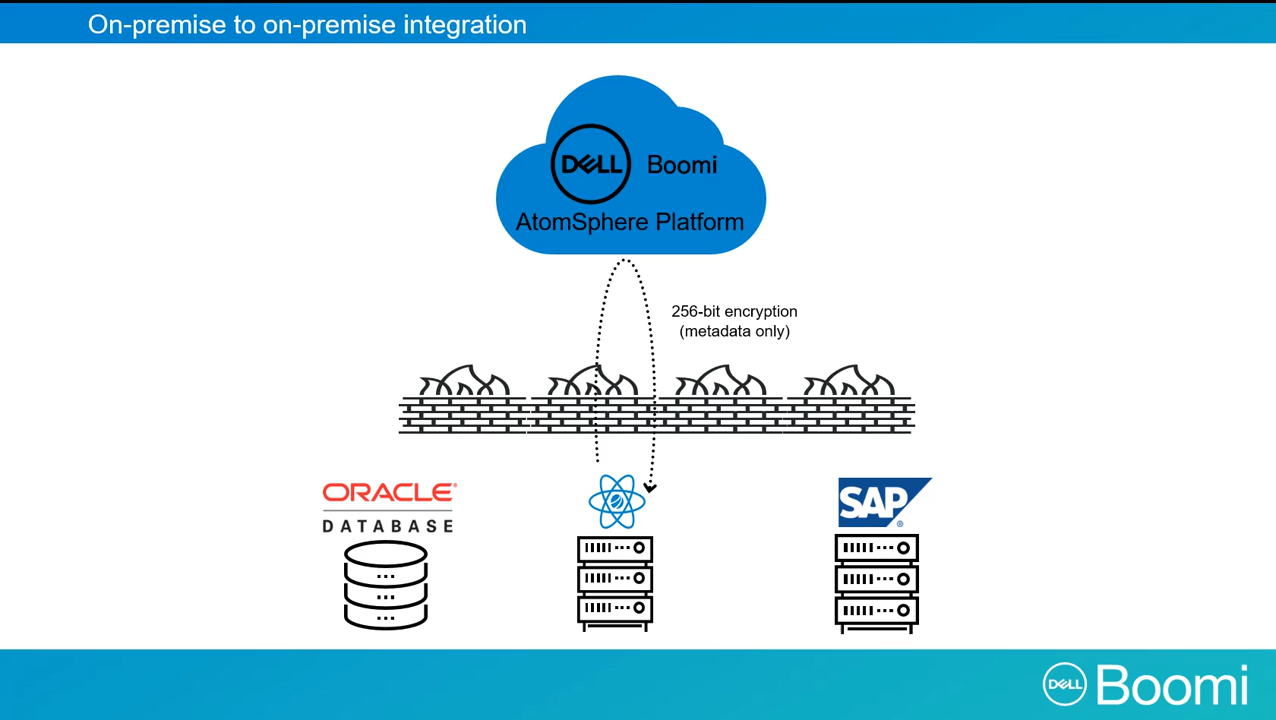 On-premise to on-premise integration
DELL Boomi
AtomSphere Platform
256-bit encryption
(metadata only)
ORACLE®
DATABASE
SAP®
DELL Boomi